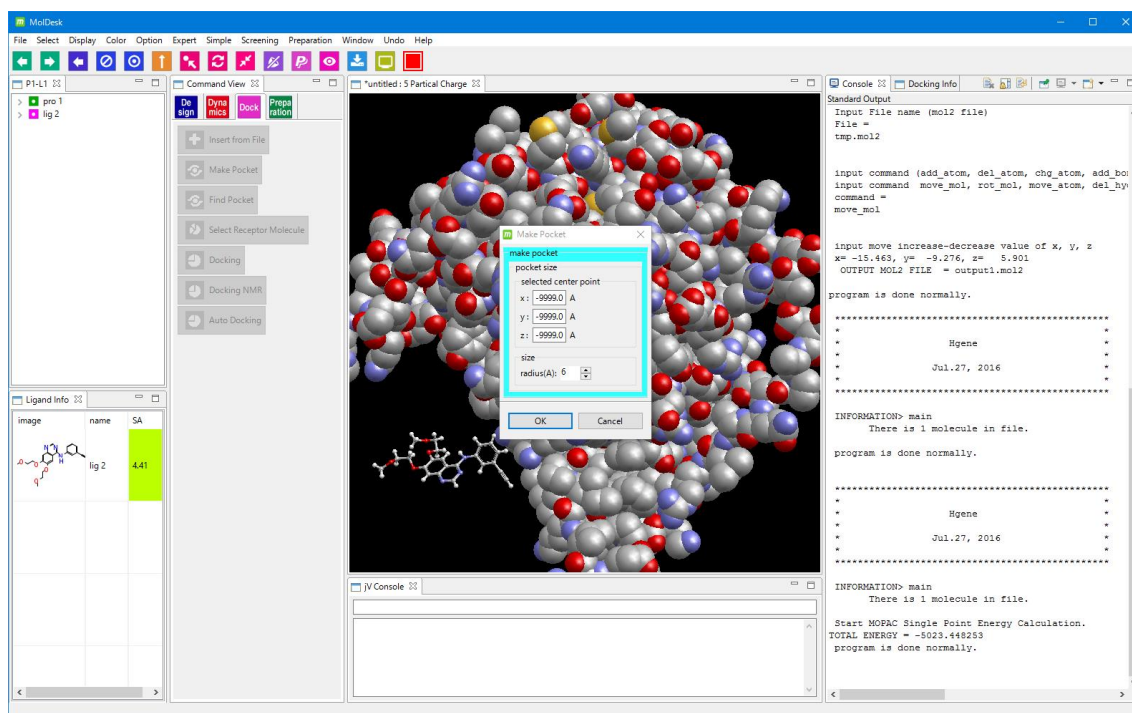 MolDesk
File Select Display Color Option Expert Simple Screening Preparation Window Undo Help
P1-L1
pro 1
lig 2
Command View
De
sign
Dyna
mics
Dock
Prepa
ration
Insert from File
Make Pocket
Find Pocket
Select Receptor Molecule
Docking
Docking NMR
Auto Docking
Ligand Info
image name SA
lig 2 4.41
*untitled : 5 Partical Charge
Make Pocket
make pocket
pocket size
selected center point
x : -9999.0 A
y : -9999.0 A
z : -9999.0 A
size
radius(A): 6
OK Cancel
jV Console
Console Docking Info
Standard Output
Input File name (mol2 file)
File =
tmp.mol2
input command (add_atom, del_atom, chg_atom, add_bo
input command move_mol, rot_mol, move_atom, del_hy
command =
move_mol
input move increase-decrease value of x, y, z
x= -15.463, y= -9.276, z= 5.901
OUTPUT MOL2 FILE = output1.mol2
program is done normally.
**************************************************
* *
* Hgene *
* *
* Jul.27, 2016 *
* *
**************************************************
INFORMATION> main
There is 1 molecule in file.
program is done normally.
**************************************************
* *
* Hgene *
* *
* Jul.27, 2016 *
* *
**************************************************
INFORMATION> main
There is 1 molecule in file.
Start MOPAC Single Point Energy Calculation.
TOTAL ENERGY = -5023.448253
program is done normally.